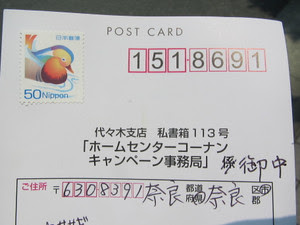 POST CARD
日本郵便
50 Nippon
1518691
代々木支店 私書箱113号
「ホームセンターコーナン
キャンペーン事務局」係御中
ご住所 〒6308391 奈良 都道府県 奈良 市区郡